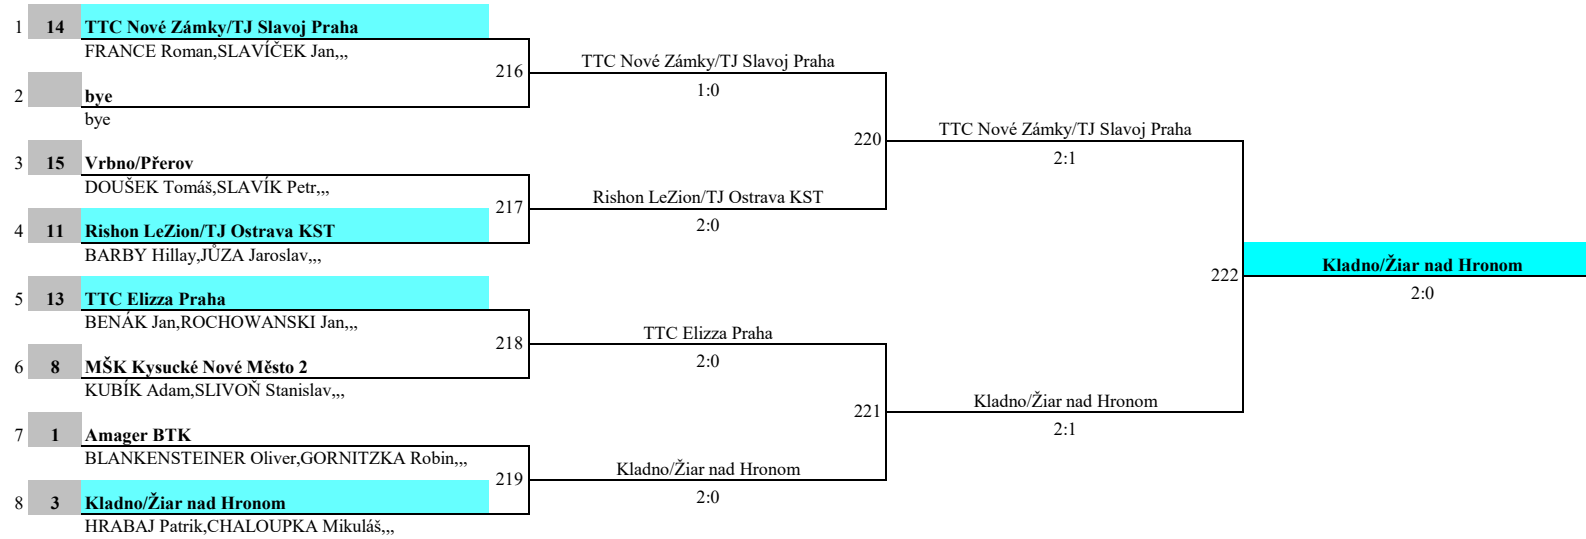 1 14 TTC Nové Zámky/TJ Slavoj Praha
FRANCE Roman,SLAVÍČEK Jan,,,
216 TTC Nové Zámky/TJ Slavoj Praha
1:0
2 bye
bye
220 TTC Nové Zámky/TJ Slavoj Praha
2:1
3 15 Vrbno/Přerov
DOUŠEK Tomáš,SLAVÍK Petr,,,
217 Rishon LeZion/TJ Ostrava KST
2:0
4 11 Rishon LeZion/TJ Ostrava KST
BARBY Hillay,JŮZA Jaroslav,,,
222 Kladno/Žiar nad Hronom
2:0
5 13 TTC Elizza Praha
BENÁK Jan,ROCHOWANSKI Jan,,,
218 TTC Elizza Praha
2:0
6 8 MŠK Kysucké Nové Město 2
KUBÍK Adam,SLIVOŇ Stanislav,,,
221 Kladno/Žiar nad Hronom
2:1
7 1 Amager BTK
BLANKENSTEINER Oliver,GORNITZKA Robin,,,
219 Kladno/Žiar nad Hronom
2:0
8 3 Kladno/Žiar nad Hronom
HRABAJ Patrik,CHALOUPKA Mikuláš,,,